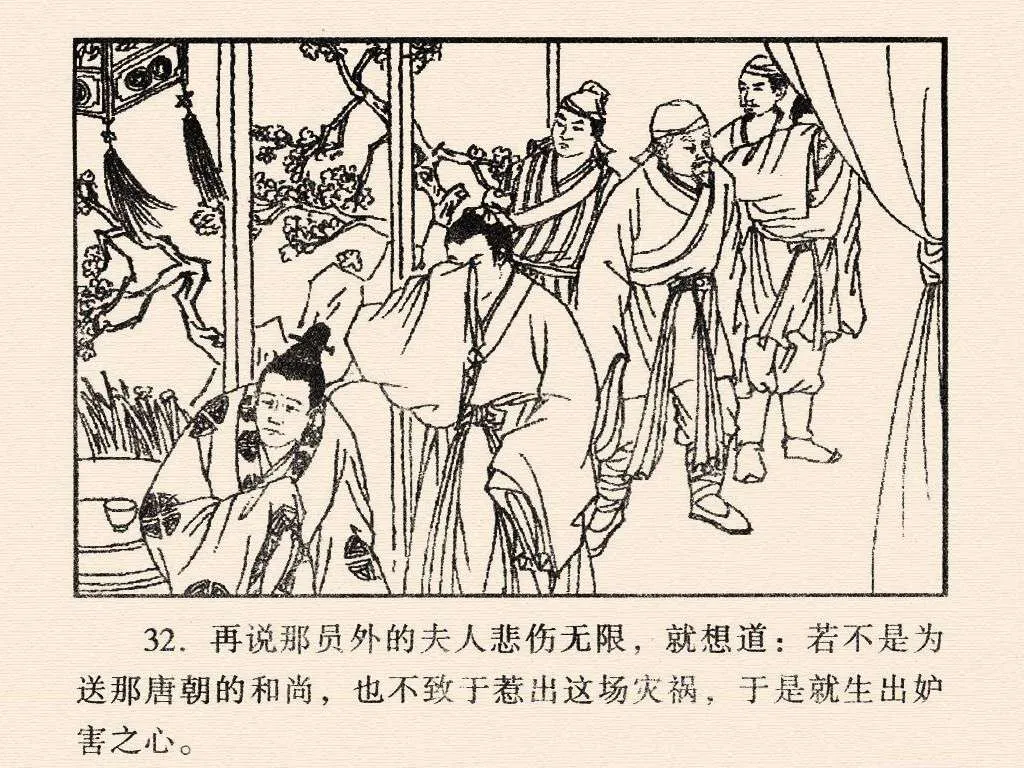 32. 再说那员外的夫人悲伤无限，就想道：若不是为
送那唐朝的和尚，也不致于惹出这场灾祸，于是就生出妒
害之心。